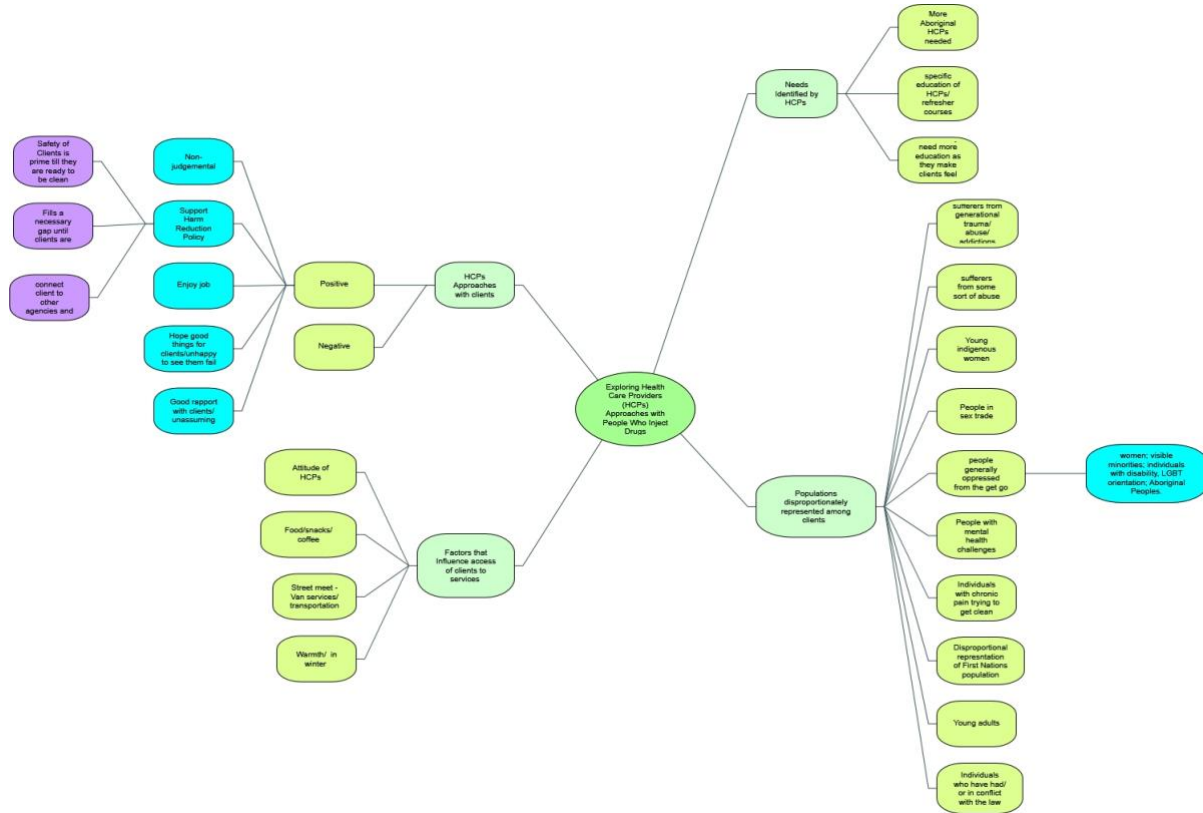 More
Aboriginal
HCPs
needed
Needs
Identified by
HCPs
specific
education of
HCPs/
refresher
courses
need more
education as
they make
clients feel
Safety of
Clients is
prime till they
are ready to
be clean
Fills a
necessary
gap until
clients are
connect
client to
other
agencies and
Non-
judgemental
Support
Harm
Reduction
Policy
Enjoy job
Hope good
things for
clients/unhappy
to see them fail
Good rapport
with clients/
unassuming
Positive
Negative
HCPs
Approaches
with clients
Exploring Health
Care Providers
(HCPs)
Approaches with
People Who Inject
Drugs
Attitude of
HCPs
Food/snacks/
coffee
Street meet -
Van services/
transportation
Warmth/ in
winter
Factors that
Influence access
of clients to
services
Populations
disproportionately
represented among
clients
sufferers from
generational
trauma/
abuse/
addictions
sufferers
from some
sort of abuse
Young
indigenous
women
People in
sex trade
people
generally
oppressed
from the get go
women; visible
minorities; individuals
with disability, LGBT
orientation; Aboriginal
Peoples.
People with
mental
health
challenges
Individuals
with chronic
pain trying to
get clean
Disproportional
represntation
of First Nations
population
Young adults
Individuals
who have had/
or in conflict
with the law